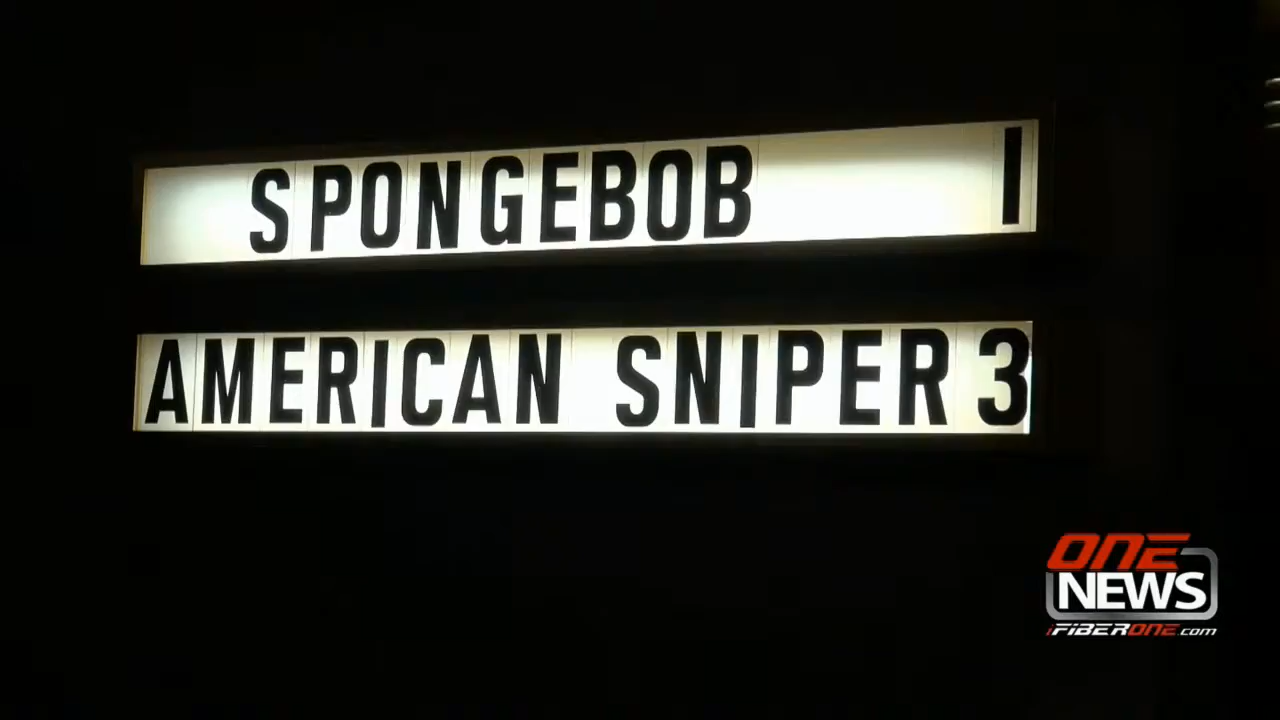 SPONGEBOB 1
AMERICAN SNIPER 3
ONE
NEWS
iFIBERONE.com